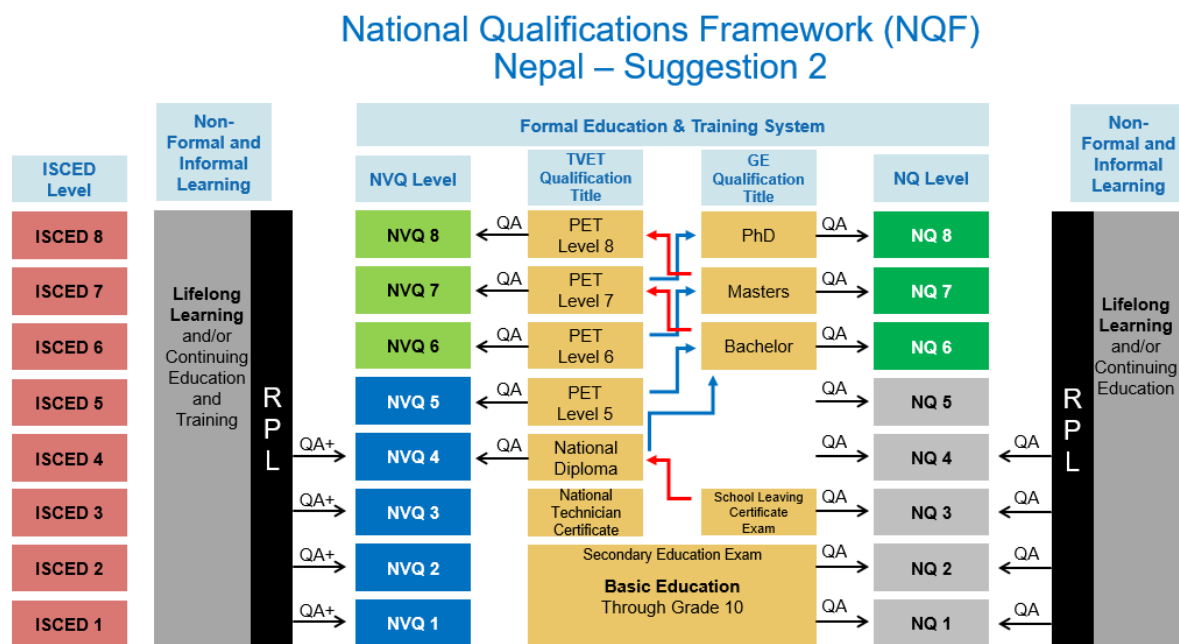 National Qualifications Framework (NQF)
Nepal – Suggestion 2
Non-
Formal and
Informal
Learning
Formal Education & Training System
Non-
Formal and
Informal
Learning
ISCED
Level
NVQ Level
TVET
Qualification
Title
GE
Qualification
Title
NQ Level
ISCED 8
NVQ 8
QA
PET
Level 8
PhD
QA
NQ 8
ISCED 7
NVQ 7
QA
PET
Level 7
Masters
QA
NQ 7
ISCED 6
NVQ 6
QA
PET
Level 6
Bachelor
QA
NQ 6
ISCED 5
NVQ 5
QA
PET
Level 5
QA
NQ 5
ISCED 4
QA+
NVQ 4
QA
National
Diploma
QA
NQ 4
QA
ISCED 3
QA+
NVQ 3
National
Technician
Certificate
School Leaving
Certificate
Exam
QA
NQ 3
QA
ISCED 2
QA+
NVQ 2
Secondary Education Exam
QA
NQ 2
QA
Basic Education
Through Grade 10
ISCED 1
QA+
NVQ 1
QA
NQ 1
QA
Lifelong
Learning
and/or
Continuing
Education
and
Training
RPL
Lifelong
Learning
and/or
Continuing
Education
RPL